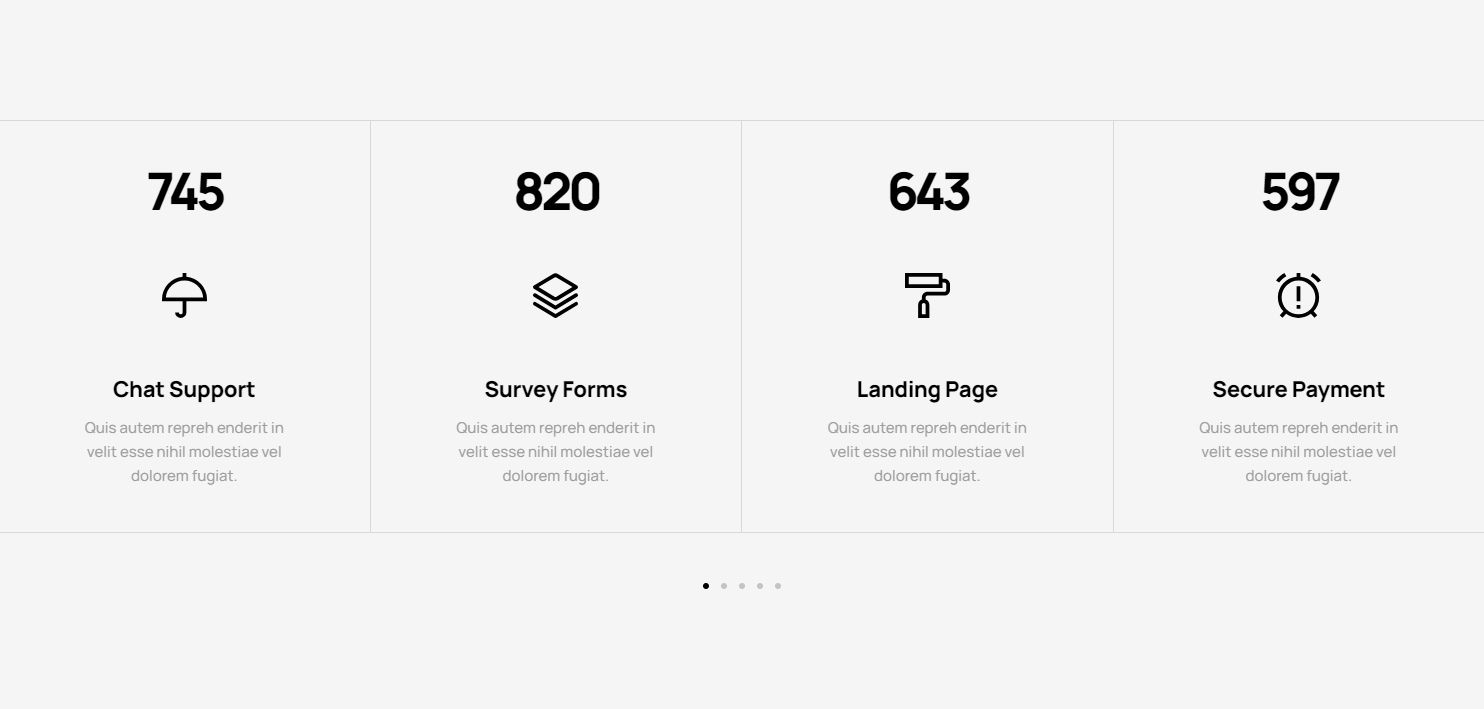 745
820
643
597
Chat Support
Survey Forms
Landing Page
Secure Payment
Quis autem repreh enderit in
velit esse nihil molestiae vel
dolorem fugiat.
Quis autem repreh enderit in
velit esse nihil molestiae vel
dolorem fugiat.
Quis autem repreh enderit in
velit esse nihil molestiae vel
dolorem fugiat.
Quis autem repreh enderit in
velit esse nihil molestiae vel
dolorem fugiat.